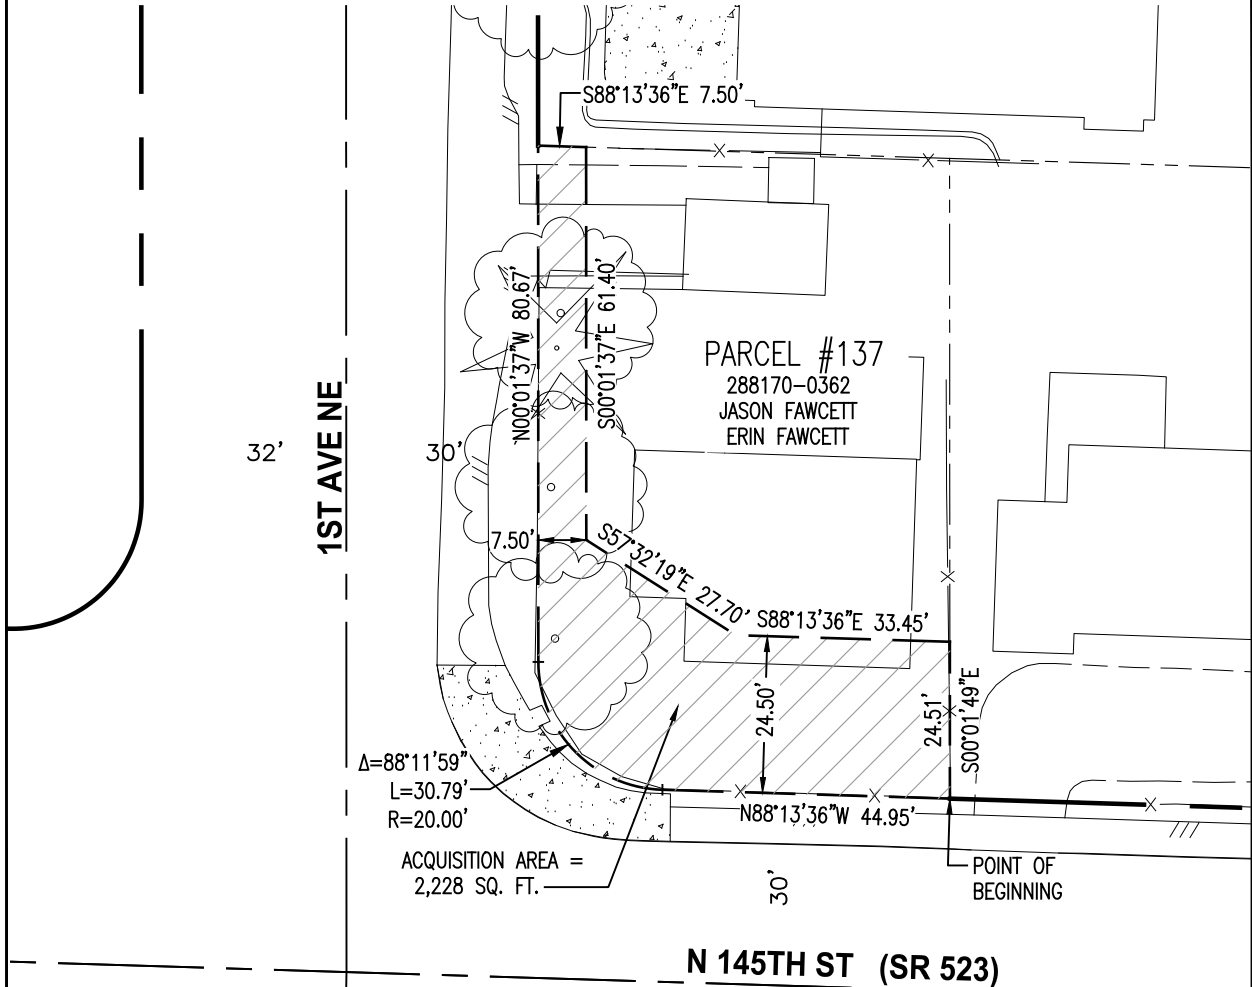 S88°13'36"E 7.50'
N00°01'37"W 80.67'
S00°01'37"E 61.40'
PARCEL #137
288170-0362
JASON FAWCETT
ERIN FAWCETT
32'
1ST AVE NE
30'
7.50'
S57°32'19"E 27.70'
S88°13'36"E 33.45'
24.50'
24.51'
S00°01'49"E
Δ=88°11'59"
L=30.79'
R=20.00'
N88°13'36"W 44.95'
ACQUISITION AREA =
2,228 SQ. FT.
30'
POINT OF
BEGINNING
N 145TH ST (SR 523)